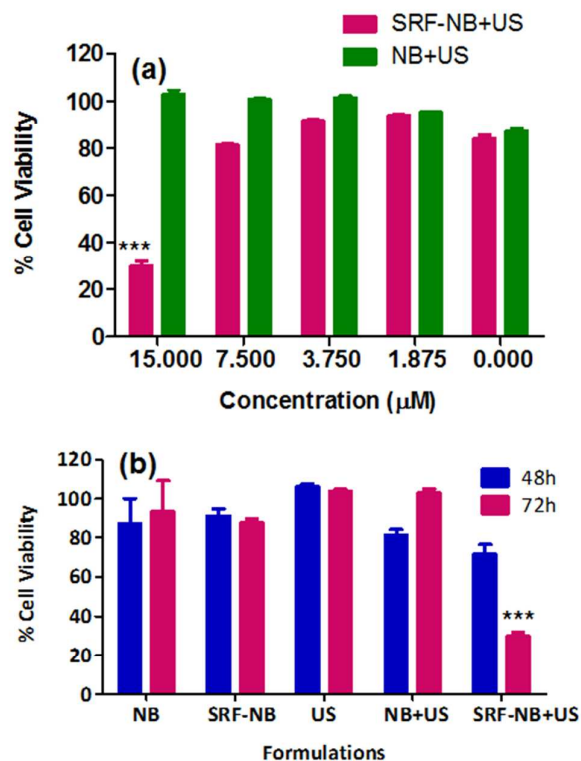 SRF-NB+US
NB+US
(a)
120
100
80
60
40
20
0
% Cell Viability
***
15.000 7.500 3.750 1.875 0.000
Concentration (μM)
(b)
48h
72h
120
100
80
60
40
20
0
% Cell Viability
***
NB SRF-NB US NB+US SRF-NB+US
Formulations